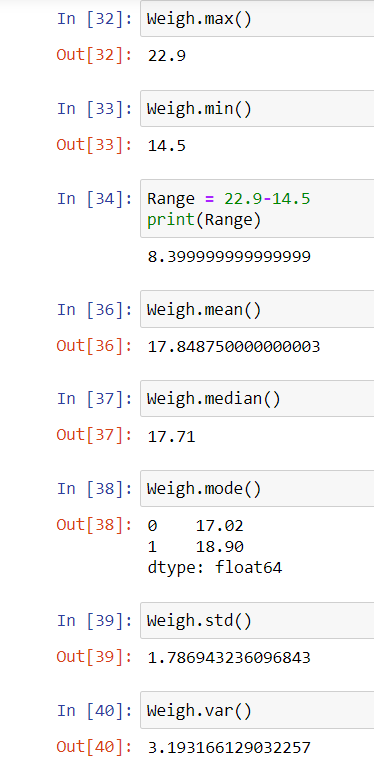 In [32]: Weigh.max()
Out[32]: 22.9
In [33]: Weigh.min()
Out[33]: 14.5
In [34]: Range = 22.9-14.5
print(Range)
8.399999999999999
In [36]: Weigh.mean()
Out[36]: 17.848750000000003
In [37]: Weigh.median()
Out[37]: 17.71
In [38]: Weigh.mode()
Out[38]: 0    17.02
1    18.90
dtype: float64
In [39]: Weigh.std()
Out[39]: 1.786943236096843
In [40]: Weigh.var()
Out[40]: 3.193166129032257